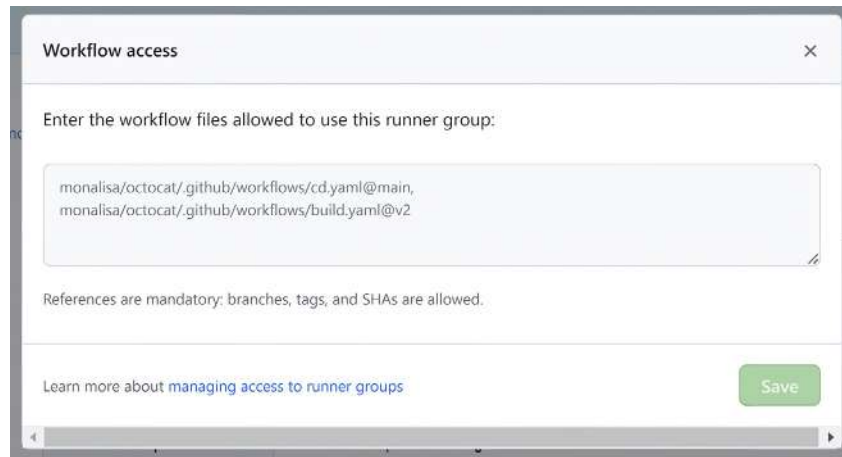 Workflow access
Enter the workflow files allowed to use this runner group:
monalisa/octocat/.github/workflows/cd.yaml@main,
monalisa/octocat/.github/workflows/build.yaml@v2
References are mandatory: branches, tags, and SHAs are allowed.
Learn more about managing access to runner groups
Save